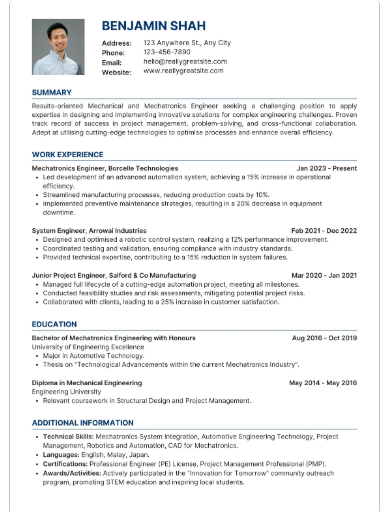 BENJAMIN SHAH
Address: 123 Anywhere St., Any City
Phone: 123-456-7890
Email: hello@reallygreatsite.com
Website: www.reallygreatsite.com
SUMMARY
Results-oriented Mechanical and Mechatronics Engineer seeking a challenging position to apply
expertise in designing and implementing innovative solutions for complex engineering challenges. Proven
track record of success in project management, problem-solving, and cross-functional collaboration.
Adept at utilising cutting-edge technologies to optimise processes and enhance overall efficiency.
WORK EXPERIENCE
Mechatronics Engineer, Borcelle Technologies Jan 2023 - Present
• Led development of an advanced automation system, achieving a 15% increase in operational
efficiency.
• Streamlined manufacturing processes, reducing production costs by 10%.
• Implemented preventive maintenance strategies, resulting in a 20% decrease in equipment
downtime.
System Engineer, Arrowai Industries Feb 2021 - Dec 2022
• Designed and optimised a robotic control system, realizing a 12% performance improvement.
• Coordinated testing and validation, ensuring compliance with industry standards.
• Provided technical expertise, contributing to a 15% reduction in system failures.
Junior Project Engineer, Salford & Co Manufacturing Mar 2020 - Jan 2021
• Managed full lifecycle of a cutting-edge automation project, meeting all milestones.
• Conducted feasibility studies and risk assessments, mitigating potential project risks.
• Collaborated with clients, leading to a 25% increase in customer satisfaction.
EDUCATION
Bachelor of Mechatronics Engineering with Honours Aug 2016 - Oct 2019
University of Engineering Excellence
• Major in Automotive Technology.
• Thesis on "Technological Advancements within the current Mechatronics Industry".
Diploma in Mechanical Engineering May 2014 - May 2016
Engineering University
• Relevant coursework in Structural Design and Project Management.
ADDITIONAL INFORMATION
• Technical Skills: Mechatronics System Integration, Automotive Engineering Technology, Project
Management, Robotics and Automation, CAD for Mechatronics.
• Languages: English, Malay, Japan.
• Certifications: Professional Engineer (PE) License, Project Management Professional (PMP).
• Awards/Activities: Actively participated in the "Innovation for Tomorrow" community outreach
program, promoting STEM education and inspiring local students.